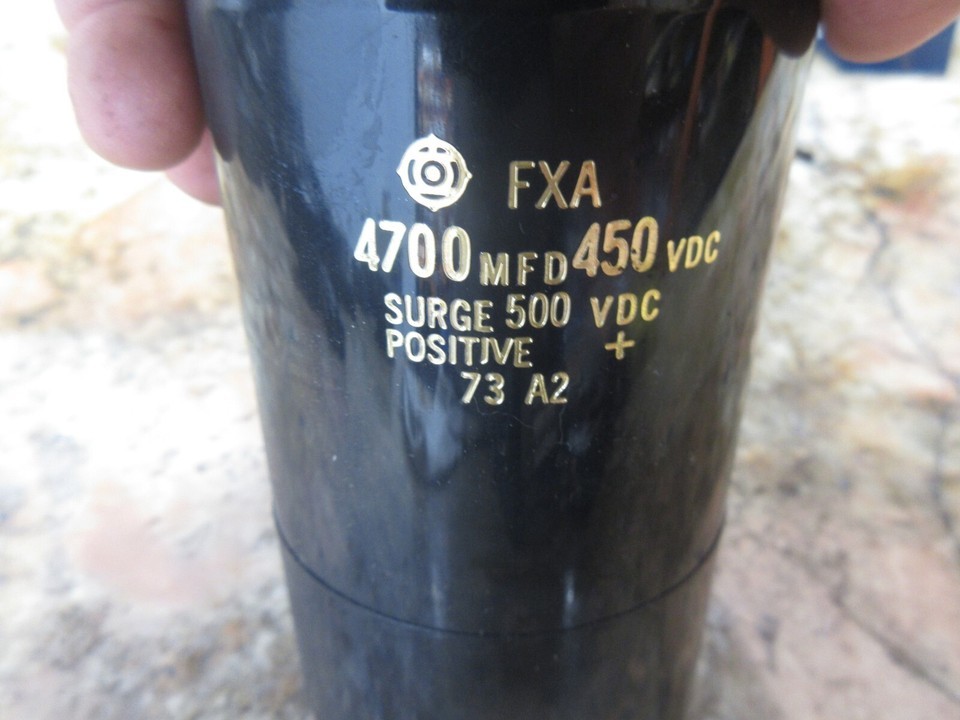 FXA
4700 MFD 450 VDC
SURGE 500 VDC
POSITIVE +
73 A2